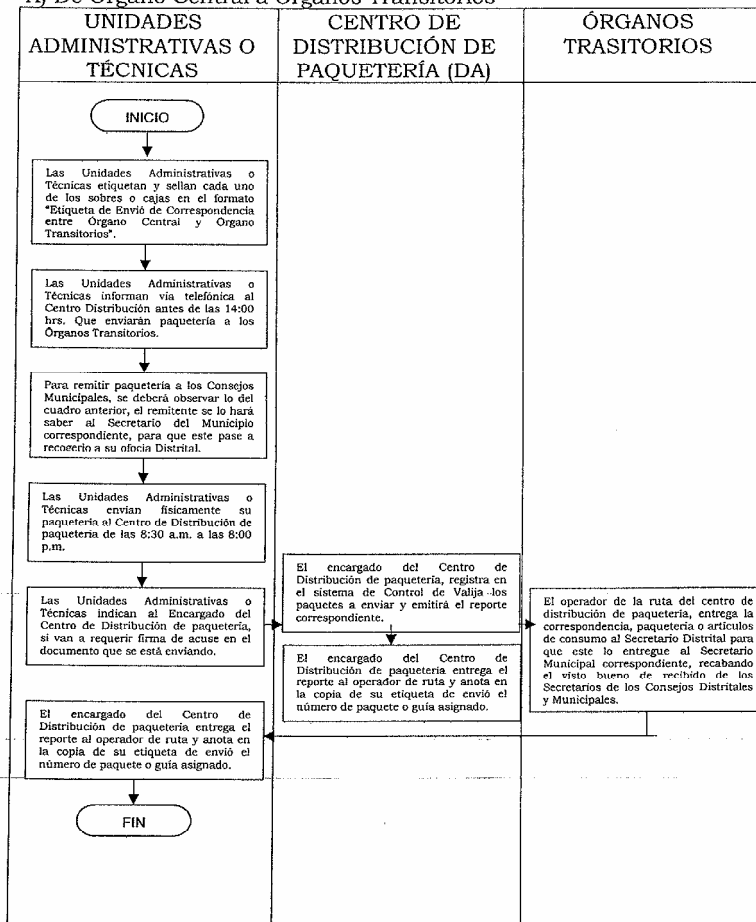 A) De Órgano Central a Órganos Transitorios
UNIDADES
ADMINISTRATIVAS O
TÉCNICAS
CENTRO DE
DISTRIBUCIÓN DE
PAQUETERÍA (DA)
ÓRGANOS
TRASITORIOS
INICIO
Las Unidades Administrativas o
Técnicas etiquetan y sellan cada uno
de los sobres o cajas en el formato
"Etiqueta de Envió de Correspondencia
entre Órgano Central y Órgano
Transitorios".
Las Unidades Administrativas o
Técnicas informan vía telefónica al
Centro Distribución antes de las 14:00
hrs. Que enviarán paquetería a los
Órganos Transitorios.
Para remitir paquetería a los Consejos
Municipales, se deberá observar lo del
cuadro anterior, el remitente se lo hará
saber al Secretario del Municipio
correspondiente, para que este pase a
recogerlo a su ofocia Distrital.
Las Unidades Administrativas o
Técnicas envían físicamente su
paquetería al Centro de Distribución de
paquetería de las 8:30 a.m. a las 8:00
p.m.
Las Unidades Administrativas o
Técnicas indican al Encargado del
Centro de Distribución de paquetería,
si van a requerir firma de acuse en el
documento que se está enviando.
El encargado del Centro de
Distribución de paquetería, registra en
el sistema de Control de Valija los
paquetes a enviar y emitirá el reporte
correspondiente.
El encargado del Centro de
Distribución de paquetería entrega el
reporte al operador de ruta y anota en
la copia de su etiqueta de envió el
número de paquete o guía asignado.
El operador de la ruta del centro de
distribución de paquetería, entrega la
correspondencia, paquetería o artículos
de consumo al Secretario Distrital para
que este lo entregue al Secretario
Municipal correspondiente, recabando
el visto bueno de recibido de los
Secretarios de los Consejos Distritales
y Municipales.
El encargado del Centro de
Distribución de paquetería entrega el
reporte al operador de ruta y anota en
la copia de su etiqueta de envió el
número de paquete o guía asignado.
FIN